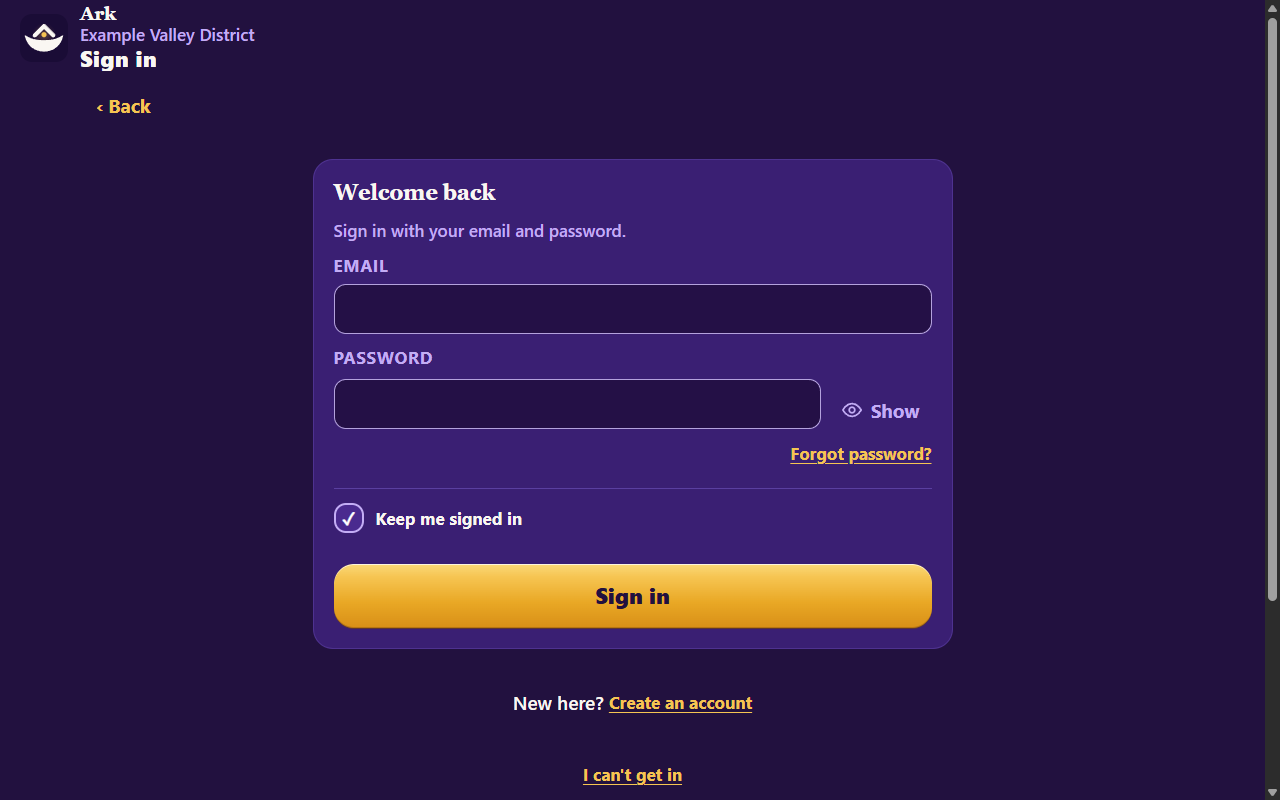 Ark
Example Valley District
Sign in
‹ Back
Welcome back
Sign in with your email and password.
EMAIL
PASSWORD
Show
Forgot password?
Keep me signed in
Sign in
New here? Create an account
I can't get in